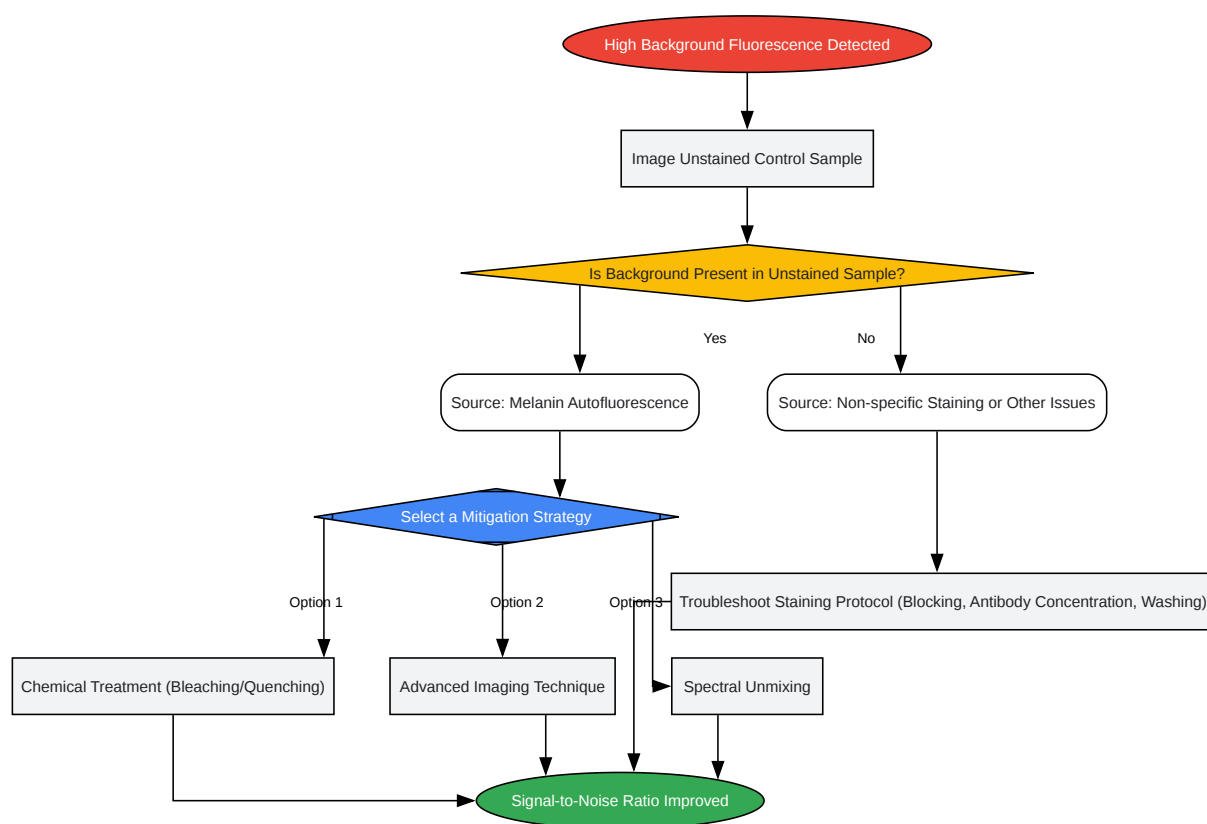 High Background Fluorescence Detected
Image Unstained Control Sample
Is Background Present in Unstained Sample?
Yes
No
Source: Melanin Autofluorescence
Source: Non-specific Staining or Other Issues
Select a Mitigation Strategy
Option 1
Option 2
Option 3
Troubleshoot Staining Protocol (Blocking, Antibody Concentration, Washing)
Chemical Treatment (Bleaching/Quenching)
Advanced Imaging Technique
Spectral Unmixing
Signal-to-Noise Ratio Improved